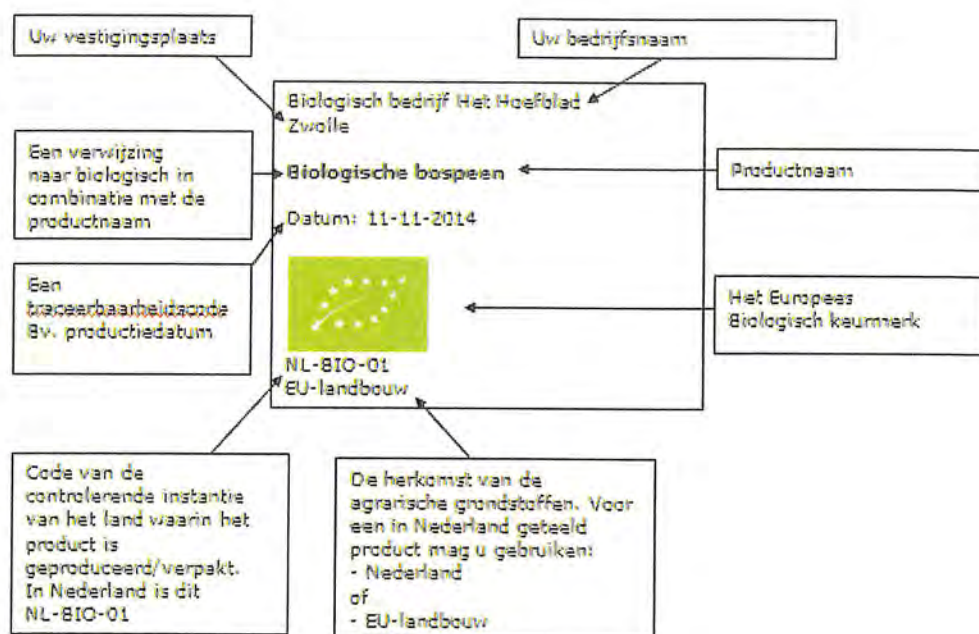 Uw vestigingsplaats
Uw bedrijfsnaam
Biologisch bedrijf Het Hoefblad
Zwolle
Een verwijzing
naar biologisch in
combinatie met de
productnaam
Biologische bospeen
Productnaam
Datum: 11-11-2014
Een
traceerbaarheidscode
Bv. productiedatum
Het Europees
Biologisch keurmerk
NL-BIO-01
EU-landbouw
Code van de
controlerende instantie
van het land waarin het
product is
geproduceerd/verpakt.
In Nederland is dit
NL-BIO-01
De herkomst van de
agrarische grondstoffen. Voor
een in Nederland geteeld
product mag u gebruiken:
- Nederland
of
- EU-landbouw